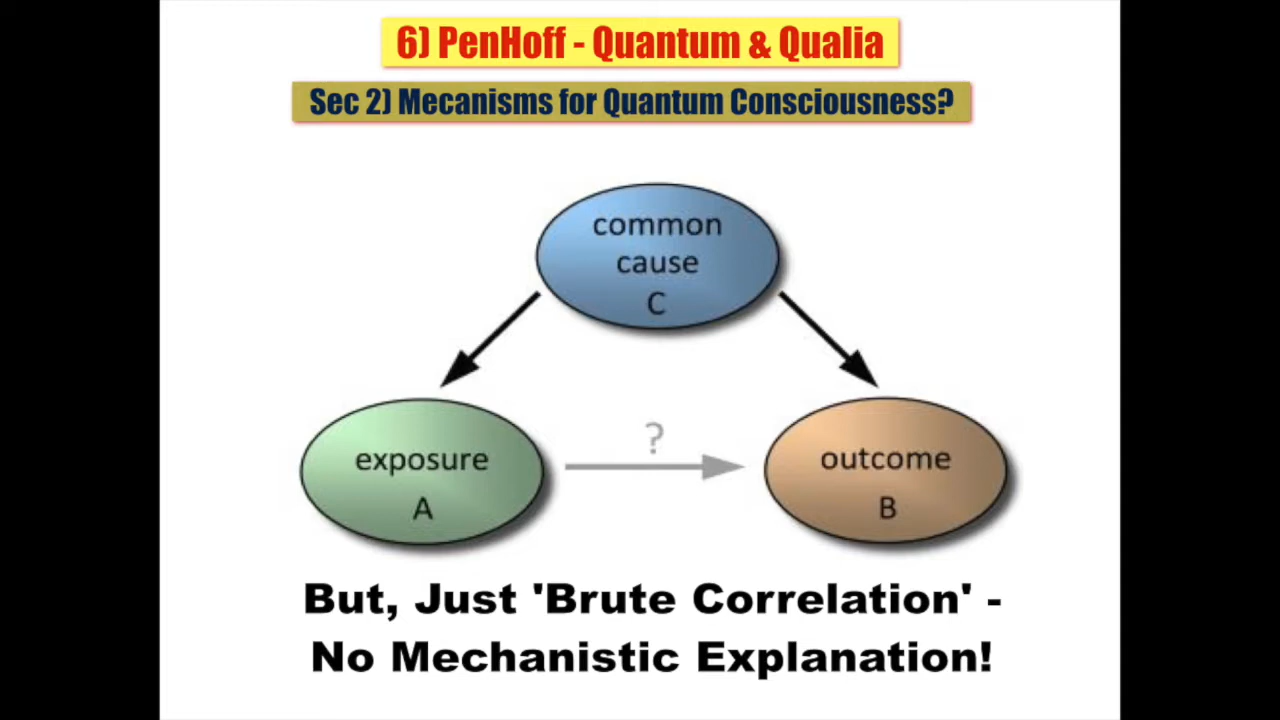 6) PenHoff - Quantum & Qualia
Sec 2) Mecanisms for Quantum Consciousness?
common
cause
C
exposure
A
?
outcome
B
But, Just 'Brute Correlation' -
No Mechanistic Explanation!